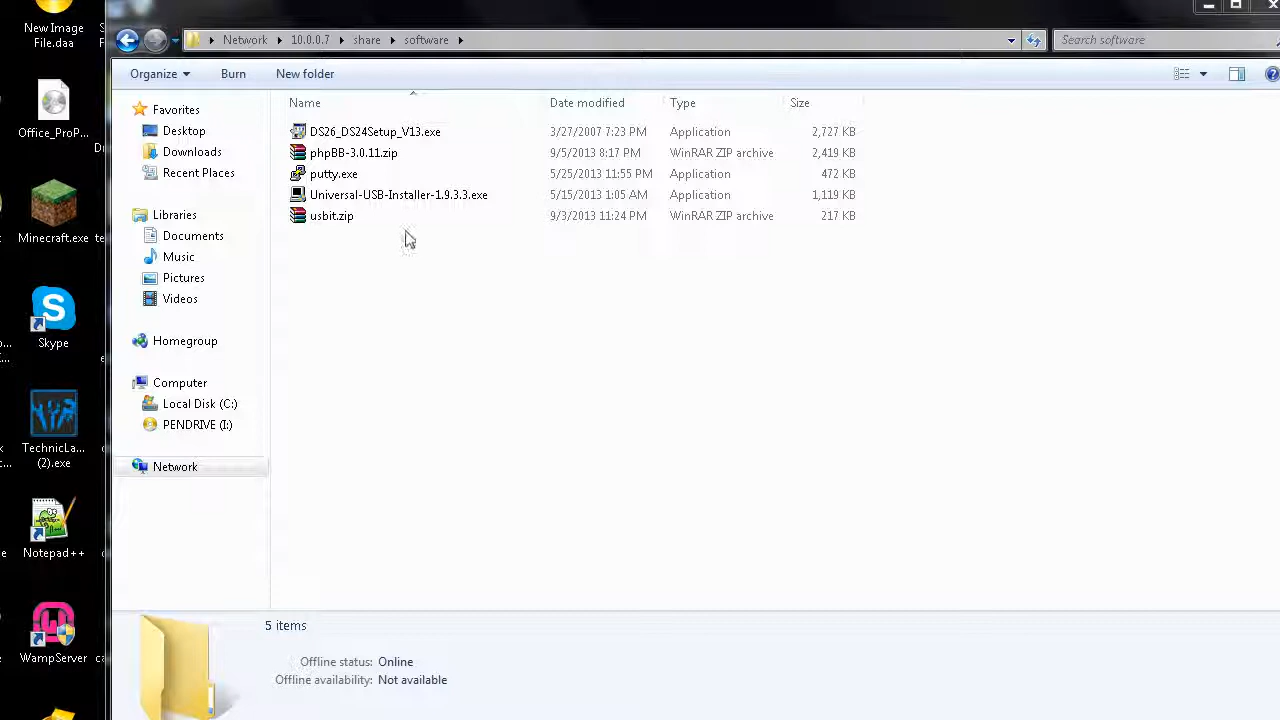 New Image
File.daa
Office_ProP...
Minecraft.exe
Skype
TechnicLa...
(2).exe
Notepad++
WampServer
Network
10.0.0.7
share
software
Search software
Organize
Burn
New folder
Favorites
Desktop
Downloads
Recent Places
Libraries
Documents
Music
Pictures
Videos
Homegroup
Computer
Local Disk (C:)
PENDRIVE (I:)
Network
Name Date modified Type Size
DS26_DS24Setup_V13.exe 3/27/2007 7:23 PM Application 2,727 KB
phpBB-3.0.11.zip 9/5/2013 8:17 PM WinRAR ZIP archive 2,419 KB
putty.exe 5/25/2013 11:55 PM Application 472 KB
Universal-USB-Installer-1.9.3.3.exe 5/15/2013 1:05 AM Application 1,119 KB
usbit.zip 9/3/2013 11:24 PM WinRAR ZIP archive 217 KB
5 items
Offline status: Online
Offline availability: Not available